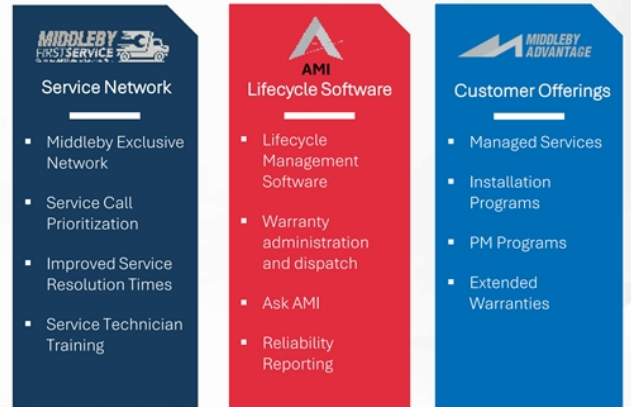 MIDDLEBY
FIRSTSERVICE
Service Network
▪ Middleby Exclusive
Network
▪ Service Call
Prioritization
▪ Improved Service
Resolution Times
▪ Service Technician
Training
AMI
Lifecycle Software
▪ Lifecycle
Management
Software
▪ Warranty
administration
and dispatch
▪ Ask AMI
▪ Reliability
Reporting
MIDDLEBY
ADVANTAGE
Customer Offerings
▪ Managed Services
▪ Installation
Programs
▪ PM Programs
▪ Extended
Warranties